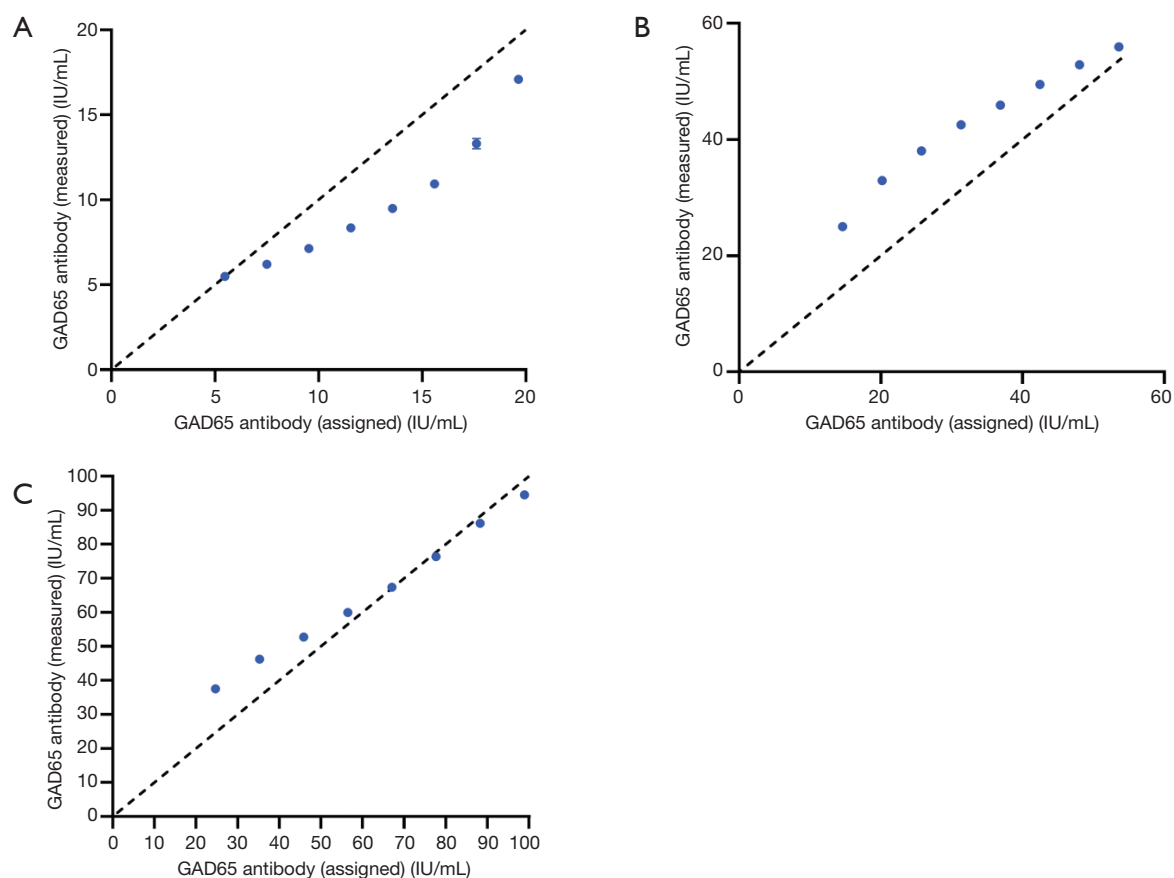 A
GAD65 antibody (measured) (IU/mL)
20
15
10
5
0
0 5 10 15 20
GAD65 antibody (assigned) (IU/mL)
B
GAD65 antibody (measured) (IU/mL)
60
40
20
0
0 20 40 60
GAD65 antibody (assigned) (IU/mL)
C
GAD65 antibody (measured) (IU/mL)
100
90
80
70
60
50
40
30
20
10
0
0 10 20 30 40 50 60 70 80 90 100
GAD65 antibody (assigned) (IU/mL)